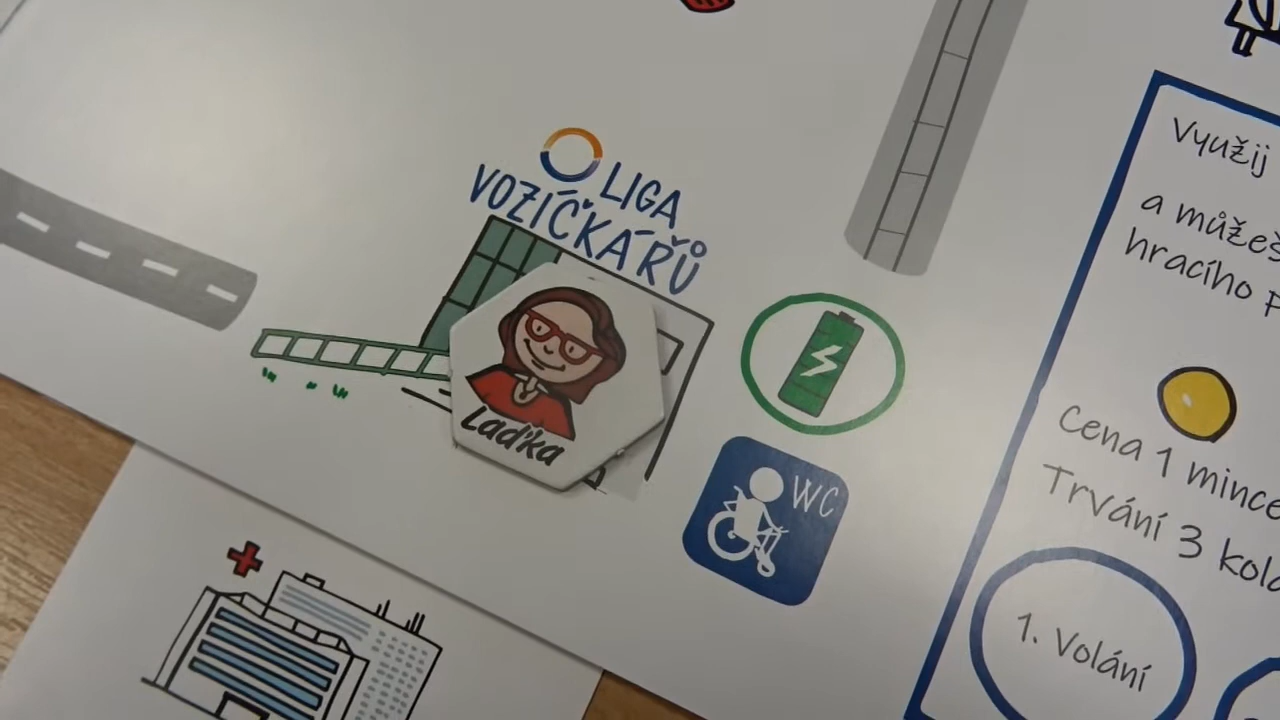 LIGA
VOZÍČKÁŘŮ
Laďka
WC
Využij
a můžeš
hracího
Cena 1 mince
Trvání 3 kola
1. Volání